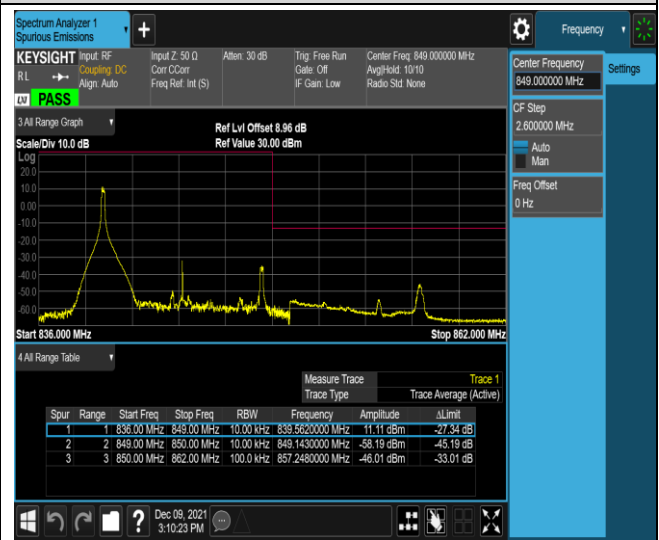 Spectrum Analyzer 1
Spurious Emissions
Frequency
KEYSIGHT Input: RF Input Z: 50 Ω Atten: 30 dB Trig: Free Run Center Freq: 849.000000 MHz
Coupling: DC Corr CCorr Gate: Off Avg|Hold: 10/10
R L Align: Auto Freq Ref: Int (S) IF Gain: Low Radio Std: None
LXI PASS
Center Frequency
849.000000 MHz
Settings
CF Step
2.600000 MHz
Auto
Man
Freq Offset
0 Hz
3 All Range Graph
Ref Lvl Offset 8.96 dB
Scale/Div 10.0 dB Ref Value 30.00 dBm
Log
20.0
10.0
0.00
-10.0
-20.0
-30.0
-40.0
-50.0
-60.0
Start 836.000 MHz Stop 862.000 MHz
4 All Range Table
Measure Trace Trace 1
Trace Type Trace Average (Active)
Spur Range Start Freq Stop Freq RBW Frequency Amplitude ΔLimit
1 1 836.00 MHz 849.00 MHz 10.00 kHz 839.5620000 MHz 11.11 dBm -27.34 dB
2 2 849.00 MHz 850.00 MHz 10.00 kHz 849.1430000 MHz -58.19 dBm -45.19 dB
3 3 850.00 MHz 862.00 MHz 100.0 kHz 857.2480000 MHz -46.01 dBm -33.01 dB
Dec 09, 2021
3:10:23 PM